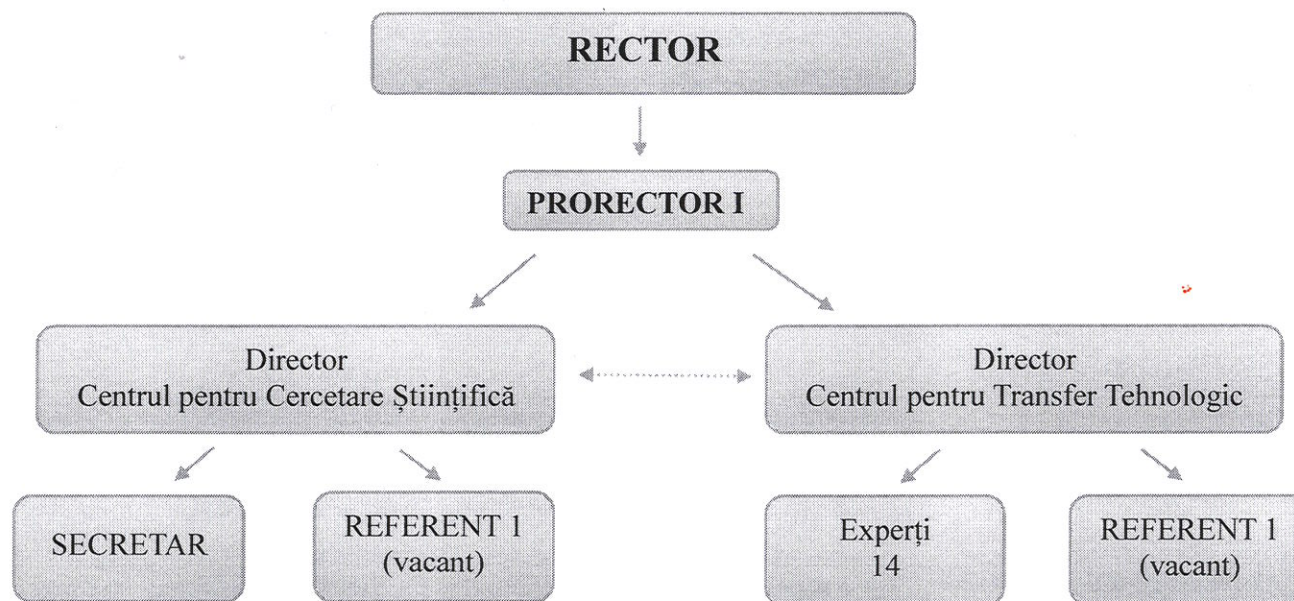 RECTOR
PRORECTOR I
Director
Centrul pentru Cercetare Științifică
Director
Centrul pentru Transfer Tehnologic
SECRETAR
REFERENT 1
(vacant)
Experți
14
REFERENT 1
(vacant)